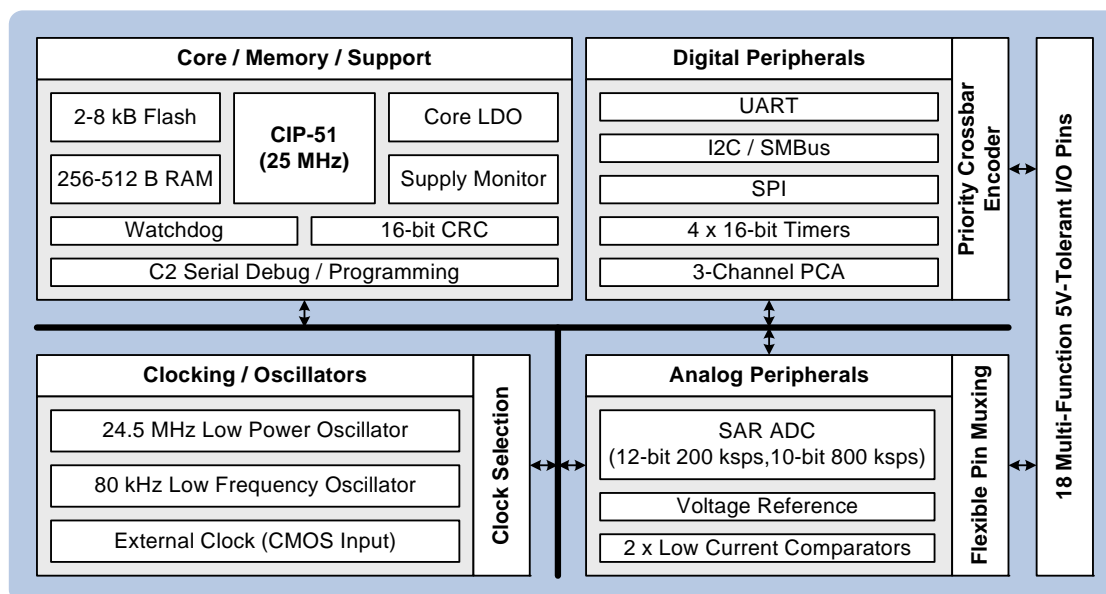 Core / Memory / Support
2-8 kB Flash
CIP-51
(25 MHz)
Core LDO
256-512 B RAM
Supply Monitor
Watchdog
16-bit CRC
C2 Serial Debug / Programming
Digital Peripherals
UART
I2C / SMBus
SPI
4 x 16-bit Timers
3-Channel PCA
Priority Crossbar
Encoder
18 Multi-Function 5V-Tolerant I/O Pins
Clocking / Oscillators
24.5 MHz Low Power Oscillator
80 kHz Low Frequency Oscillator
External Clock (CMOS Input)
Clock Selection
Analog Peripherals
SAR ADC
(12-bit 200 ksps,10-bit 800 ksps)
Voltage Reference
2 x Low Current Comparators
Flexible Pin Muxing